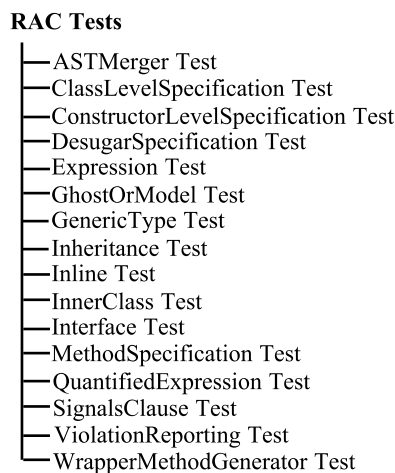 RAC Tests
ASTMerger Test
ClassLevelSpecification Test
ConstructorLevelSpecification Test
DesugarSpecification Test
Expression Test
GhostOrModel Test
GenericType Test
Inheritance Test
Inline Test
InnerClass Test
Interface Test
MethodSpecification Test
QuantifiedExpression Test
SignalsClause Test
ViolationReporting Test
WrapperMethodGenerator Test